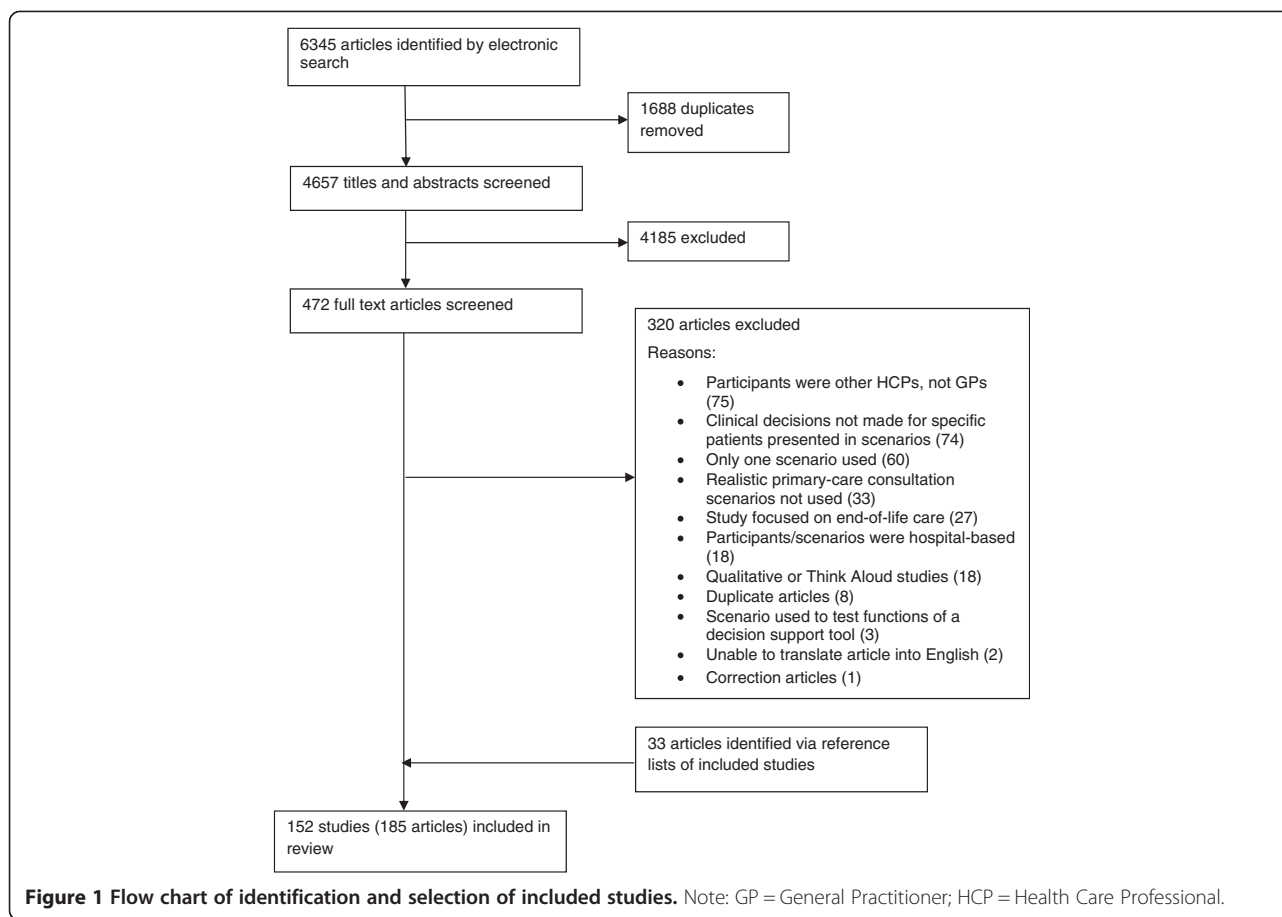 6345 articles identified by electronic
search
1688 duplicates
removed
4657 titles and abstracts screened
4185 excluded
472 full text articles screened
320 articles excluded
Reasons:
• Participants were other HCPs, not GPs
(75)
• Clinical decisions not made for specific
patients presented in scenarios (74)
• Only one scenario used (60)
• Realistic primary-care consultation
scenarios not used (33)
• Study focused on end-of-life care (27)
• Participants/scenarios were hospital-based
(18)
• Qualitative or Think Aloud studies (18)
• Duplicate articles (8)
• Scenario used to test functions of a
decision support tool (3)
• Unable to translate article into English (2)
• Correction articles (1)
33 articles identified via reference
lists of included studies
152 studies (185 articles) included in
review
Figure 1 Flow chart of identification and selection of included studies. Note: GP = General Practitioner; HCP = Health Care Professional.